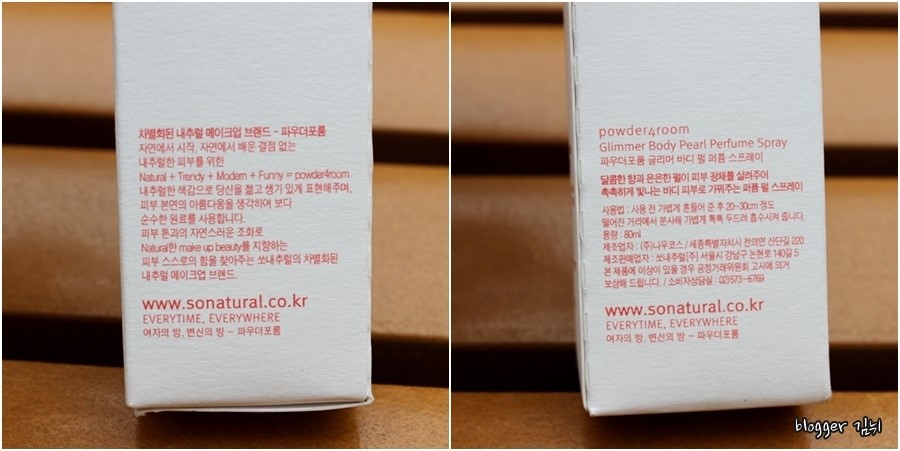 차별화된 내추럴 메이크업 브랜드 - 파우더포룸
자연에서 시작, 자연에서 배운 결점 없는
내추럴한 피부를 위한
Natural + Trendy + Modern + Funny = powder4room
내추럴한 색감으로 당신을 젊고 생기 있게 표현해주며,
피부 본연의 아름다움을 생각하여 보다
순수한 원료를 사용합니다.
피부 톤과의 자연스러운 조화로
Natural한 make up beauty를 지향하는
피부 스스로의 힘을 찾아주는 쏘내추럴의 차별화된
내추럴 메이크업 브랜드
www.sonatural.co.kr
EVERYTIME, EVERYWHERE
여자의 방, 변신의 방 - 파우더포룸
powder4room
Glimmer Body Pearl Perfume Spray
파우더포룸 글리머 바디 펄 퍼퓸 스프레이
달콤한 향과 은은한 펄이 피부 광채를 살려주어
촉촉하게 빛나는 바디 피부로 가꿔주는 퍼퓸 펄 스프레이
사용법 : 사용 전 가볍게 흔들어 준 후 20-30cm 정도
떨어진 거리에서 분사해 가볍게 톡톡 두드려 흡수시켜 줍니다.
용량 : 80ml
제조업자 : (주)나우코스 / 세종특별자치시 전의면 산단길 220
제조판매업자 : 쏘내추럴[주] 서울시 강남구 논현로 140길 5
본 제품에 이상이 있을 경우 공정거래위원회 고시에 의거
보상해 드립니다. / 소비자상담실 : 02)573-6769
www.sonatural.co.kr
EVERYTIME, EVERYWHERE
여자의 방, 변신의 방 - 파우더포룸
blogger 김뉘